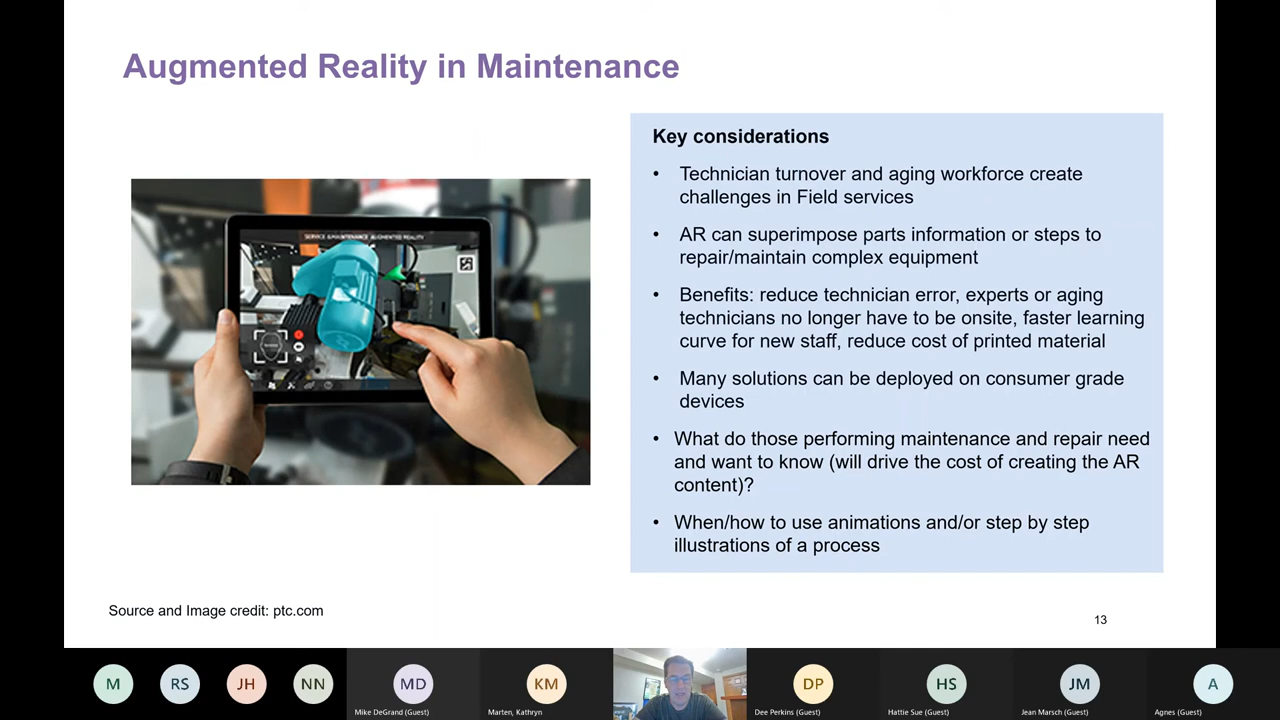 Augmented Reality in Maintenance
Key considerations
• Technician turnover and aging workforce create
challenges in Field services
• AR can superimpose parts information or steps to
repair/maintain complex equipment
• Benefits: reduce technician error, experts or aging
technicians no longer have to be onsite, faster learning
curve for new staff, reduce cost of printed material
• Many solutions can be deployed on consumer grade
devices
• What do those performing maintenance and repair need
and want to know (will drive the cost of creating the AR
content)?
• When/how to use animations and/or step by step
illustrations of a process
SERVICE &MAINTENANCE AUGMENTED REALITY
Source and Image credit: ptc.com
13
M
RS
JH
NN
MD
KM
DP
HS
JM
A
Mike DeGrand (Guest)
Marten, Kathryn
Dee Perkins (Guest)
Hattie Sue (Guest)
Jean Marsch (Guest)
Agnes (Guest)